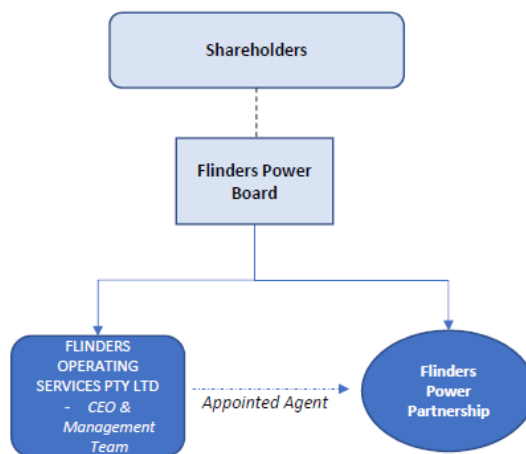 Shareholders
Flinders Power
Board
FLINDERS
OPERATING
SERVICES PTY LTD
- CEO &
Management
Team
Appointed Agent
Flinders
Power
Partnership